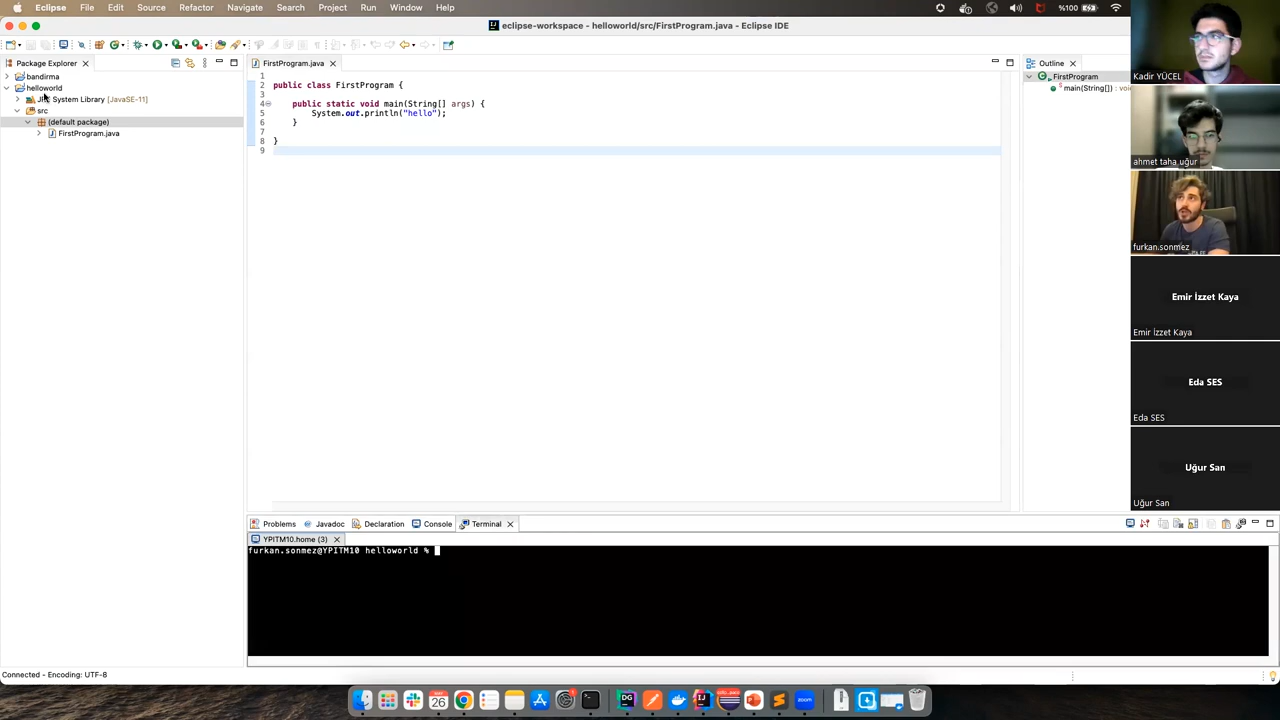 Eclipse File Edit Source Refactor Navigate Search Project Run Window Help %100
eclipse-workspace - helloworld/src/FirstProgram.java - Eclipse IDE
Package Explorer
bandirma
helloworld
System Library [JavaSE-11]
src
(default package)
FirstProgram.java
FirstProgram.java
1
2 public class FirstProgram {
3
4 public static void main(String[] args) {
5 System.out.println("hello");
6 }
7
8 }
9
Outline
FirstProgram
main(String[]) : voi
Kadir YÜCEL
ahmet taha uğur
furkan.sonmez
Emir İzzet Kaya
Emir İzzet Kaya
Eda SES
Eda SES
Uğur San
Uğur San
Problems Javadoc Declaration Console Terminal
YPITM10.home (3)
furkan.sonmez@YPITM10 helloworld %
Connected - Encoding: UTF-8
26
DG
zoom